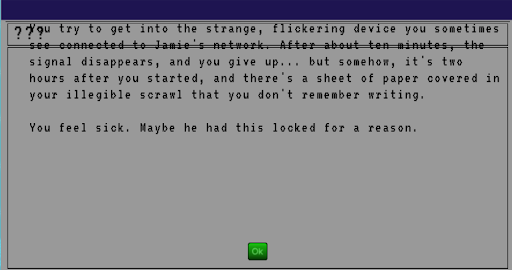 ???
You try to get into the strange, flickering device you sometimes
see connected to Jamie's network. After about ten minutes, the
signal disappears, and you give up... but somehow, it's two
hours after you started, and there's a sheet of paper covered in
your illegible scrawl that you don't remember writing.
You feel sick. Maybe he had this locked for a reason.
Ok